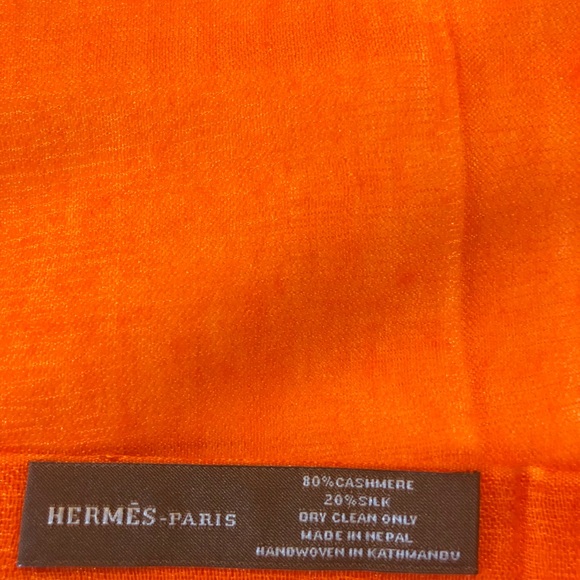 HERMÈS-PARIS
80% CASHMERE
20% SILK
DRY CLEAN ONLY
MADE IN NEPAL
HANDWOVEN IN KATHMANDU